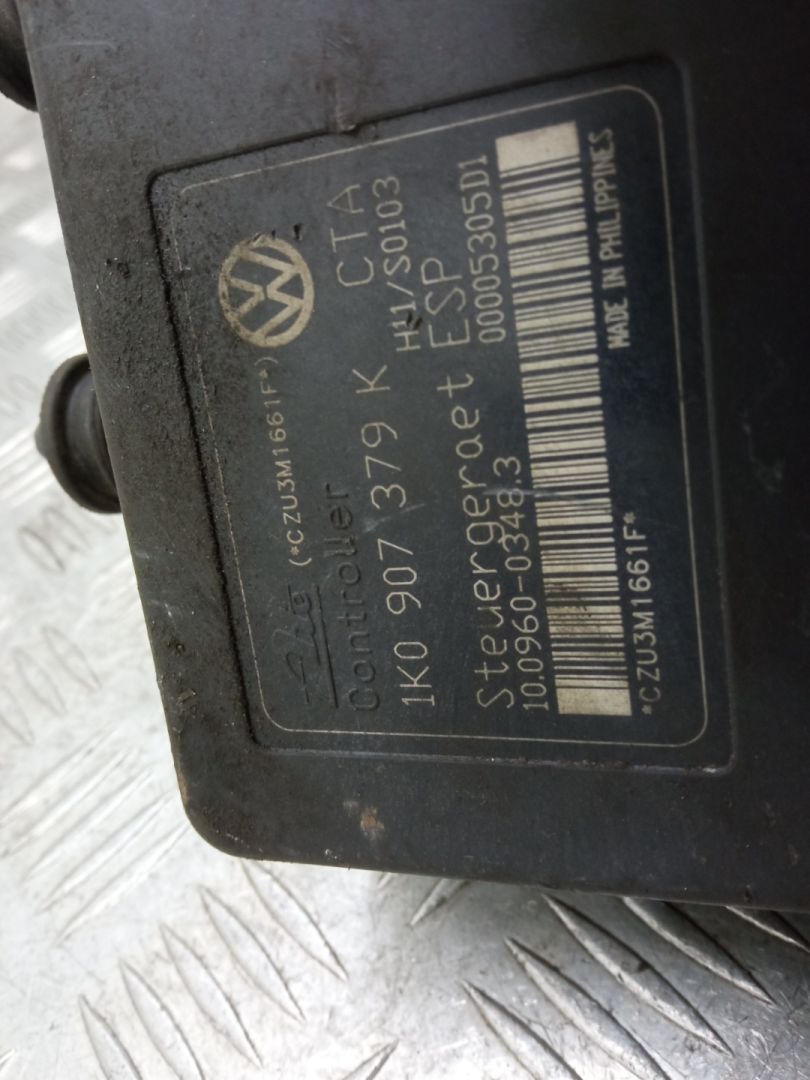 Ate (*CZU3M1661F*)
Controller
1K0 907 379 K CTA
H11/S0103
Steuergeraet ESP
10.0960-0348.3 00005305D1
*CZU3M1661F* MADE IN PHILIPPINES